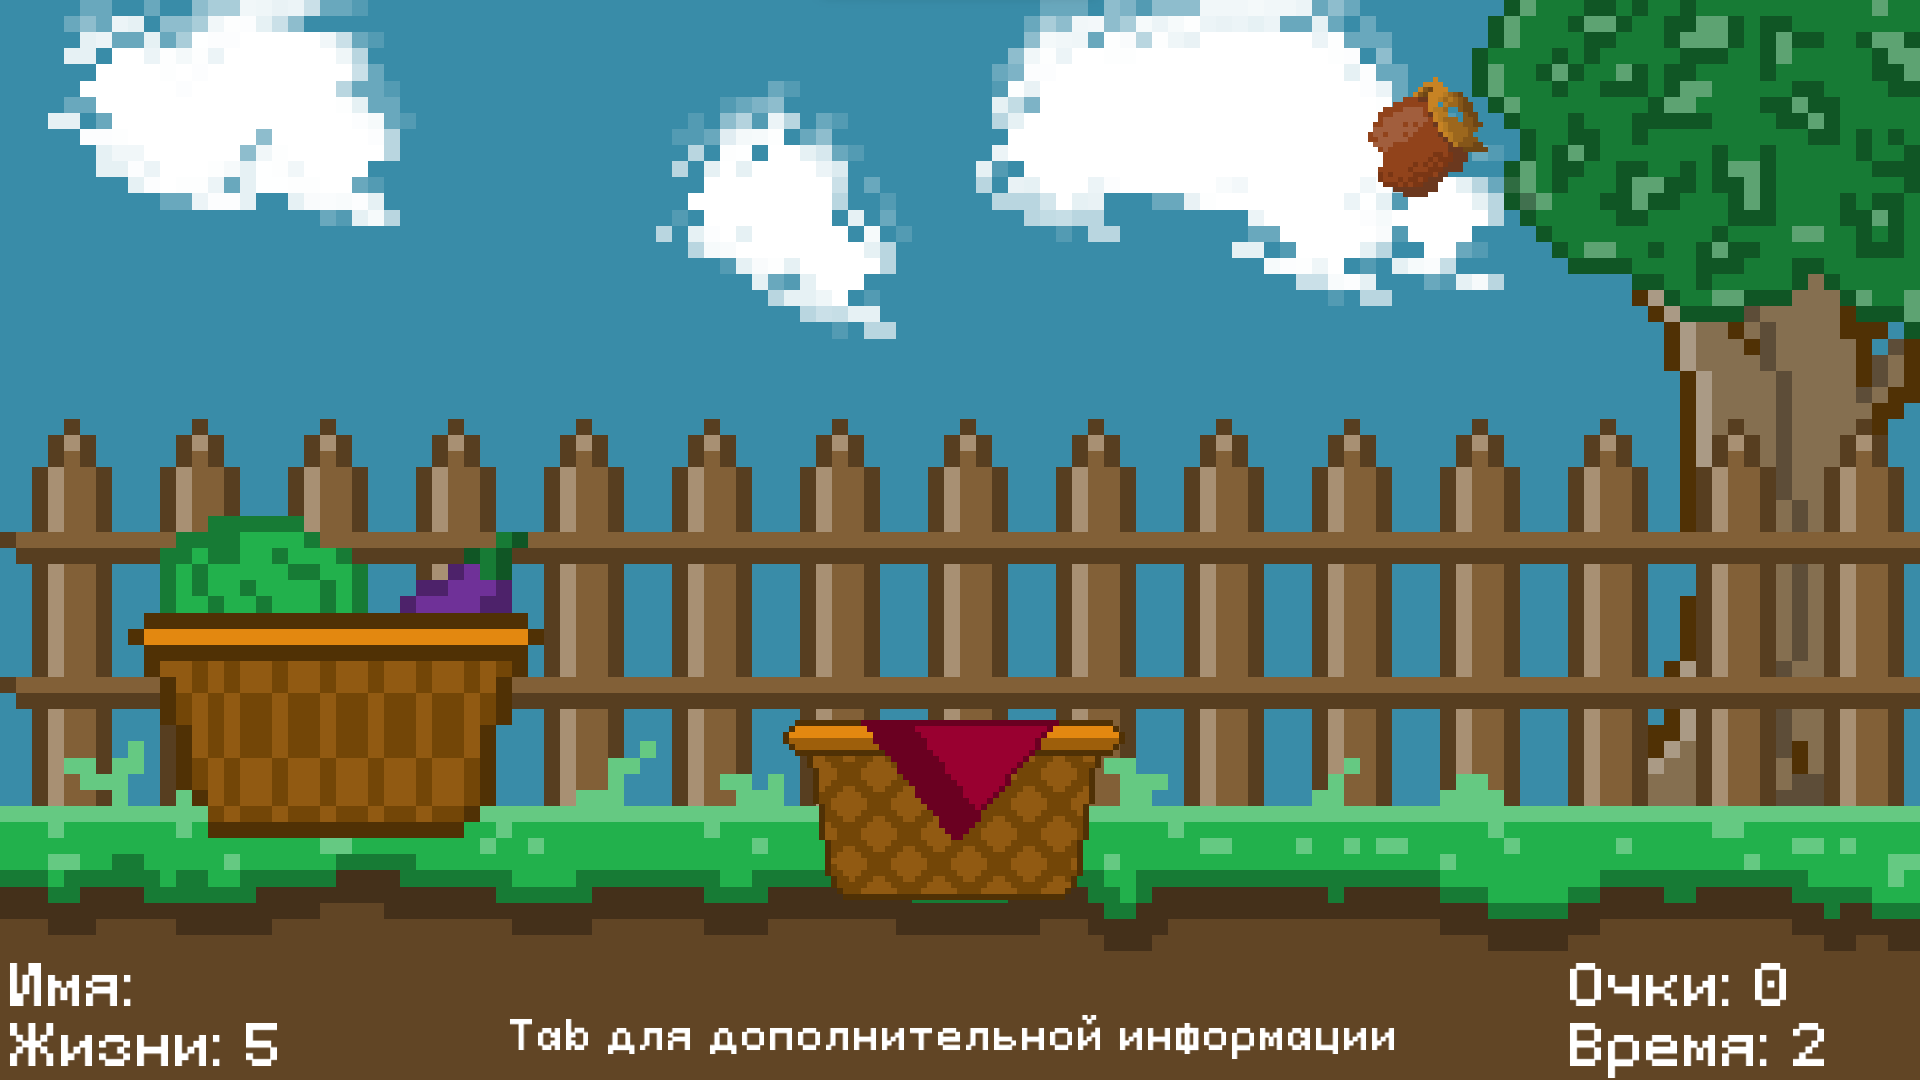 Имя:
Жизни: 5
Tab для дополнительной информации
Очки: 0
Время: 2